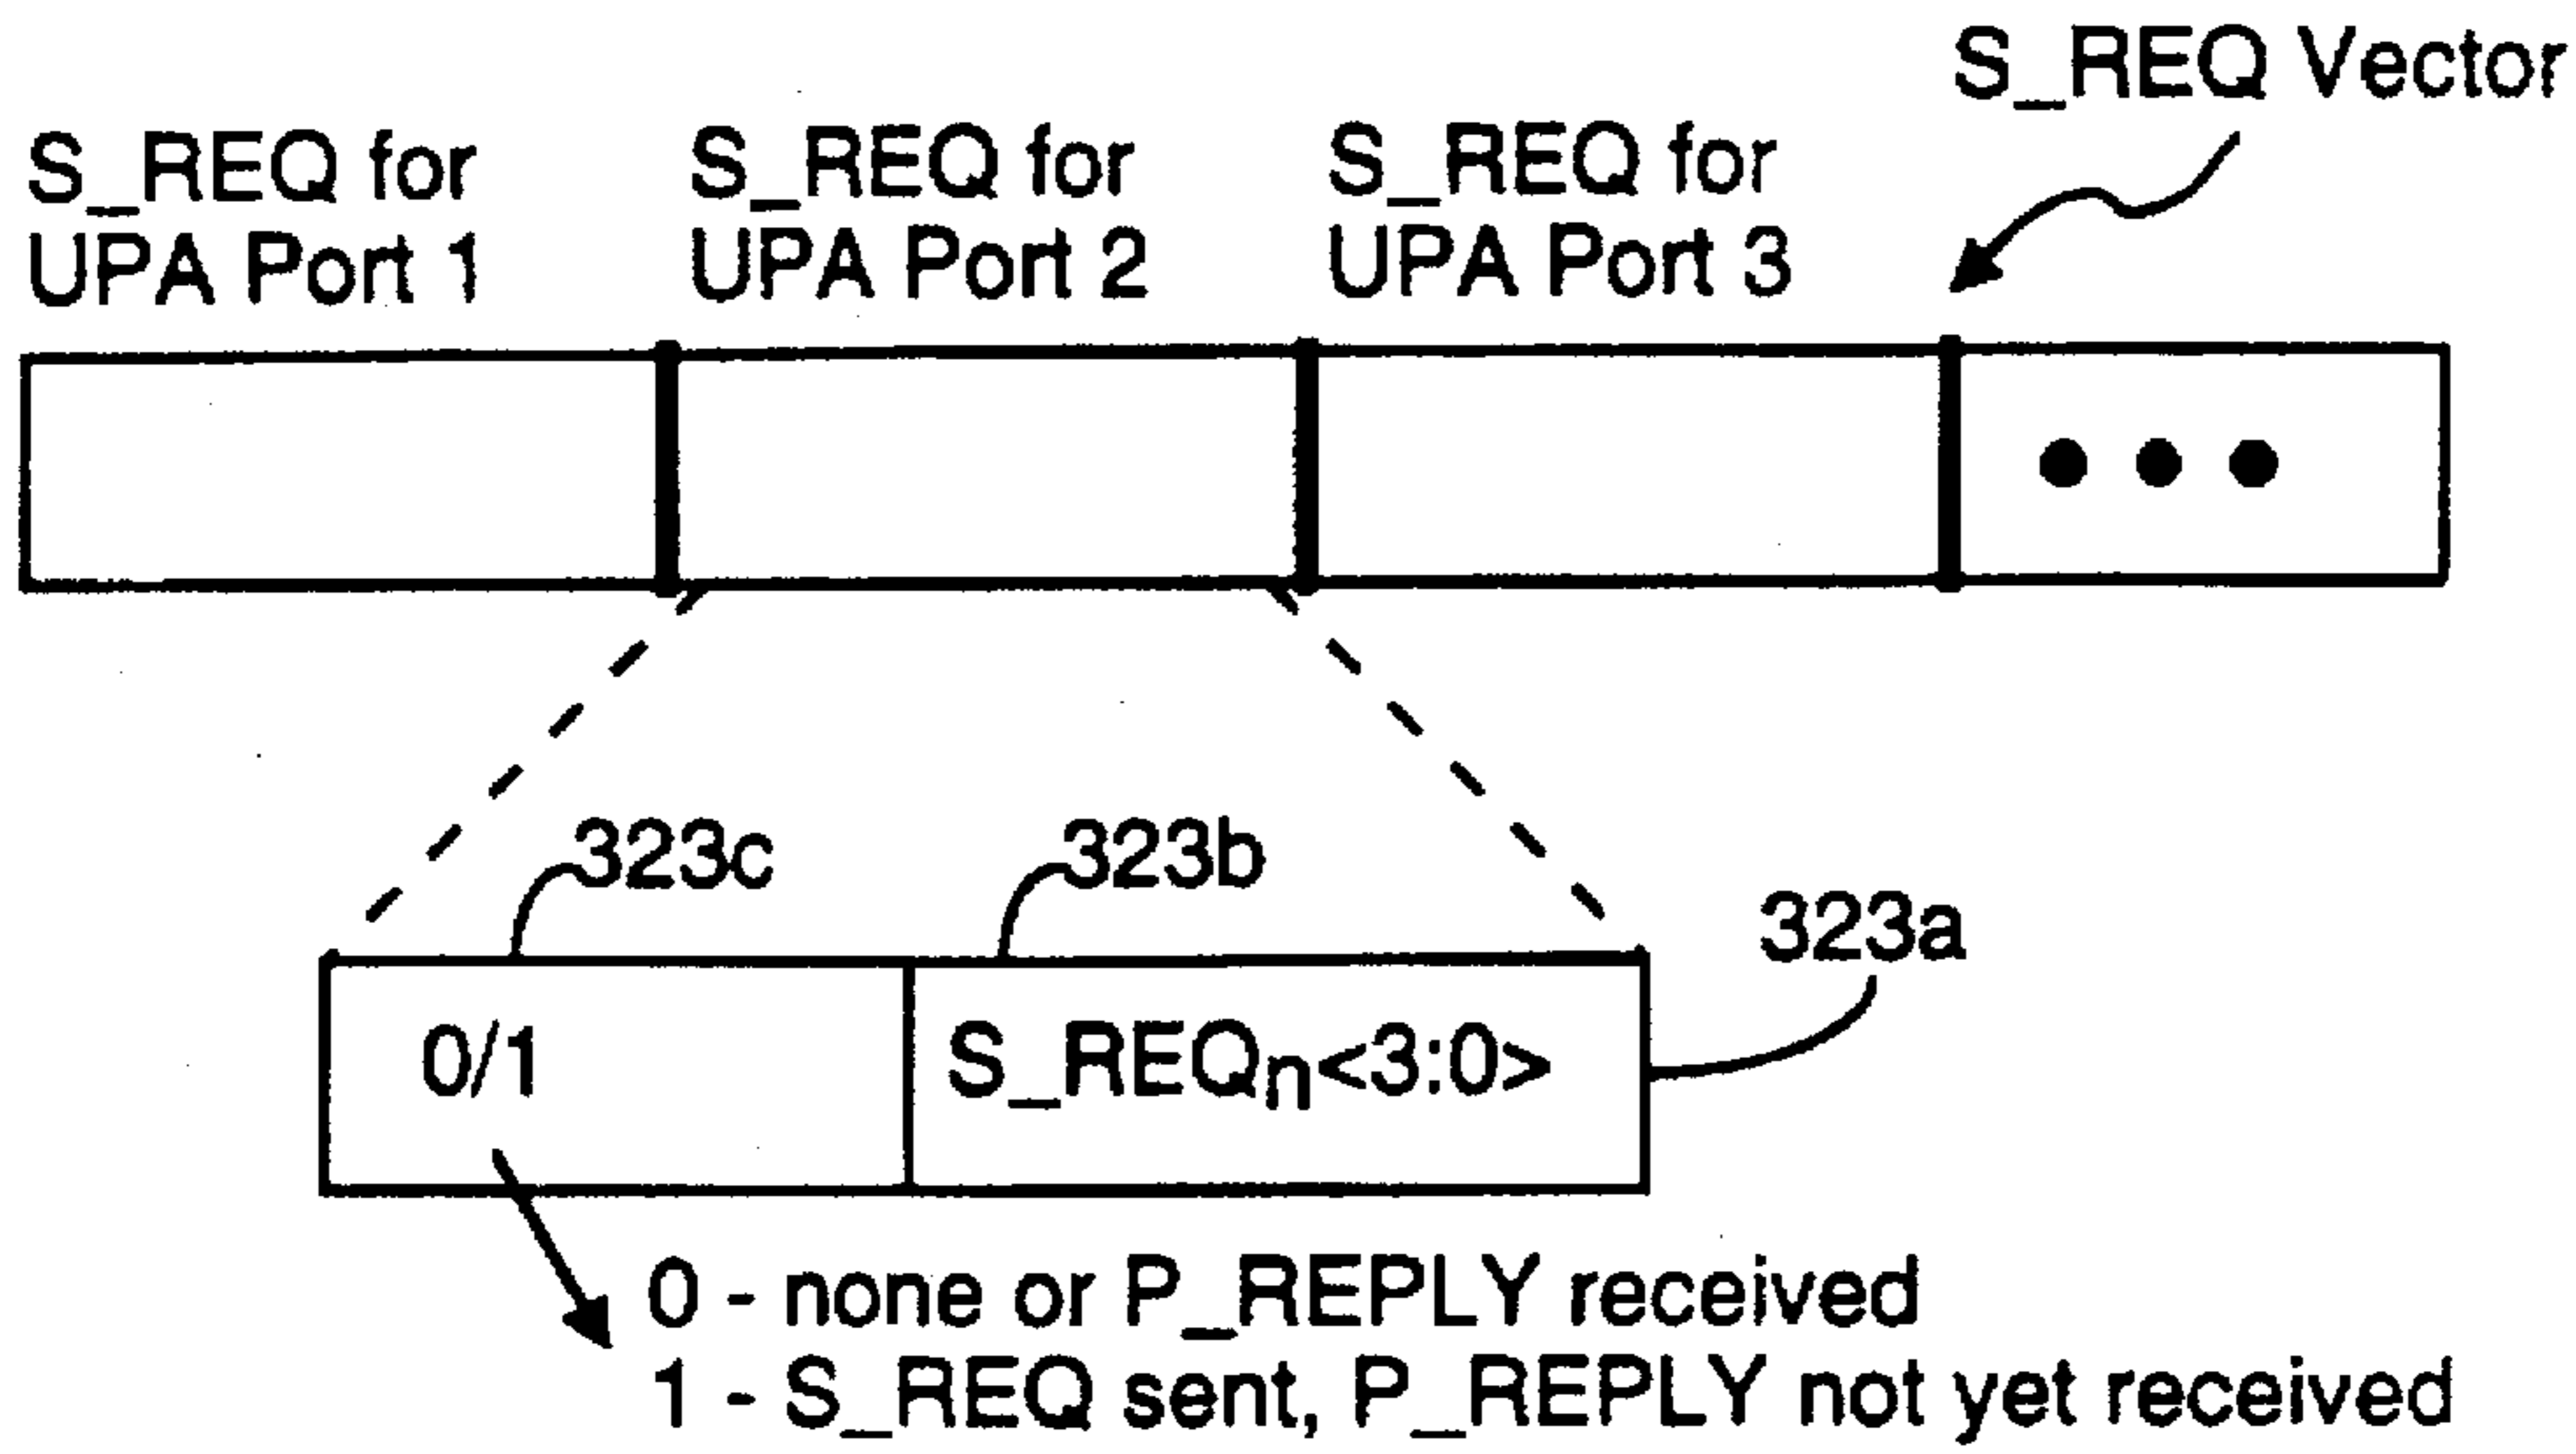 S_REQ Vector
S_REQ for
UPA Port 1
S_REQ for
UPA Port 2
S_REQ for
UPA Port 3
323c
323b
323a
0/1
S_REQn<3:0>
0 - none or P_REPLY received
1 - S_REQ sent, P_REPLY not yet received